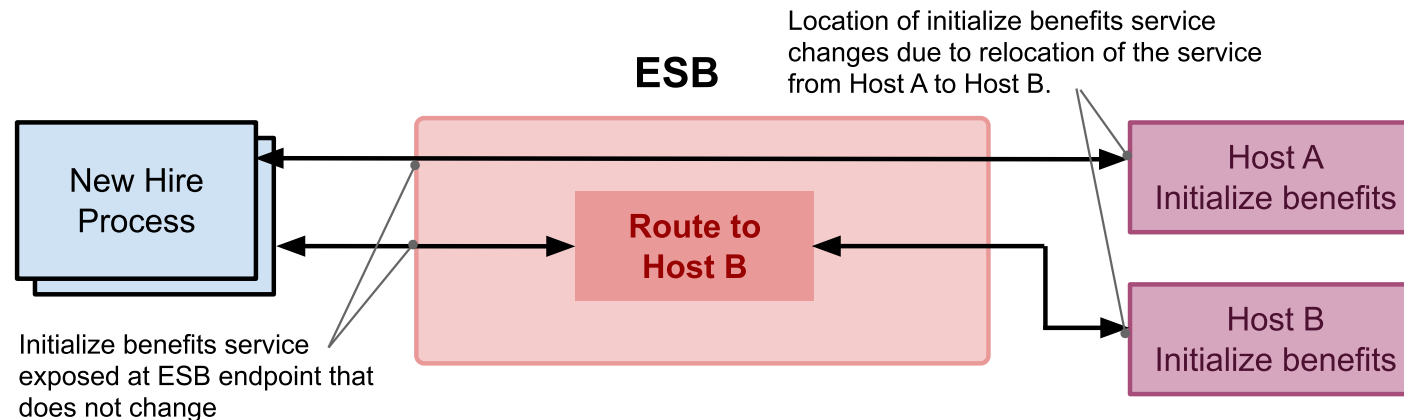 Location of initialize benefits service
changes due to relocation of the service
from Host A to Host B.
ESB
New Hire
Process
Host A
Initialize benefits
Route to
Host B
Host B
Initialize benefits
Initialize benefits service
exposed at ESB endpoint that
does not change